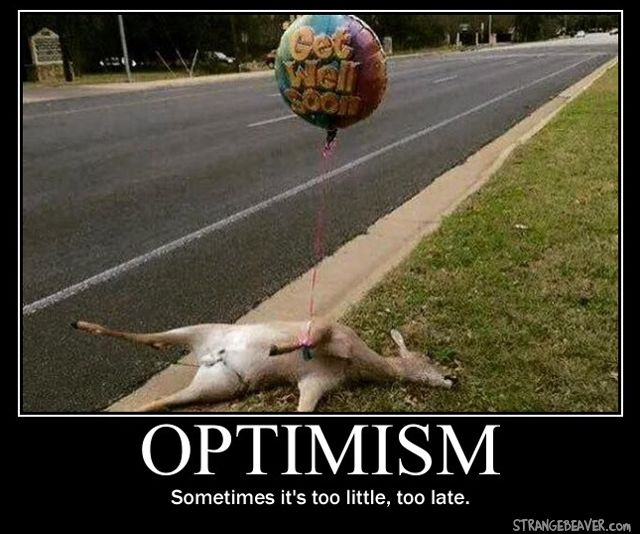 Get
Well
Soon
OPTIMISM
Sometimes it's too little, too late.
STRANGEBEAVER.com